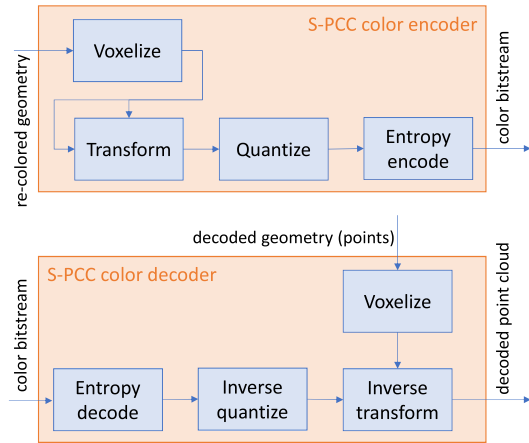 S-PCC color encoder
re-colored geometry
Voxelize
Transform
Quantize
Entropy
encode
color bitstream
decoded geometry (points)
S-PCC color decoder
Voxelize
color bitstream
Entropy
decode
Inverse
quantize
Inverse
transform
decoded point cloud